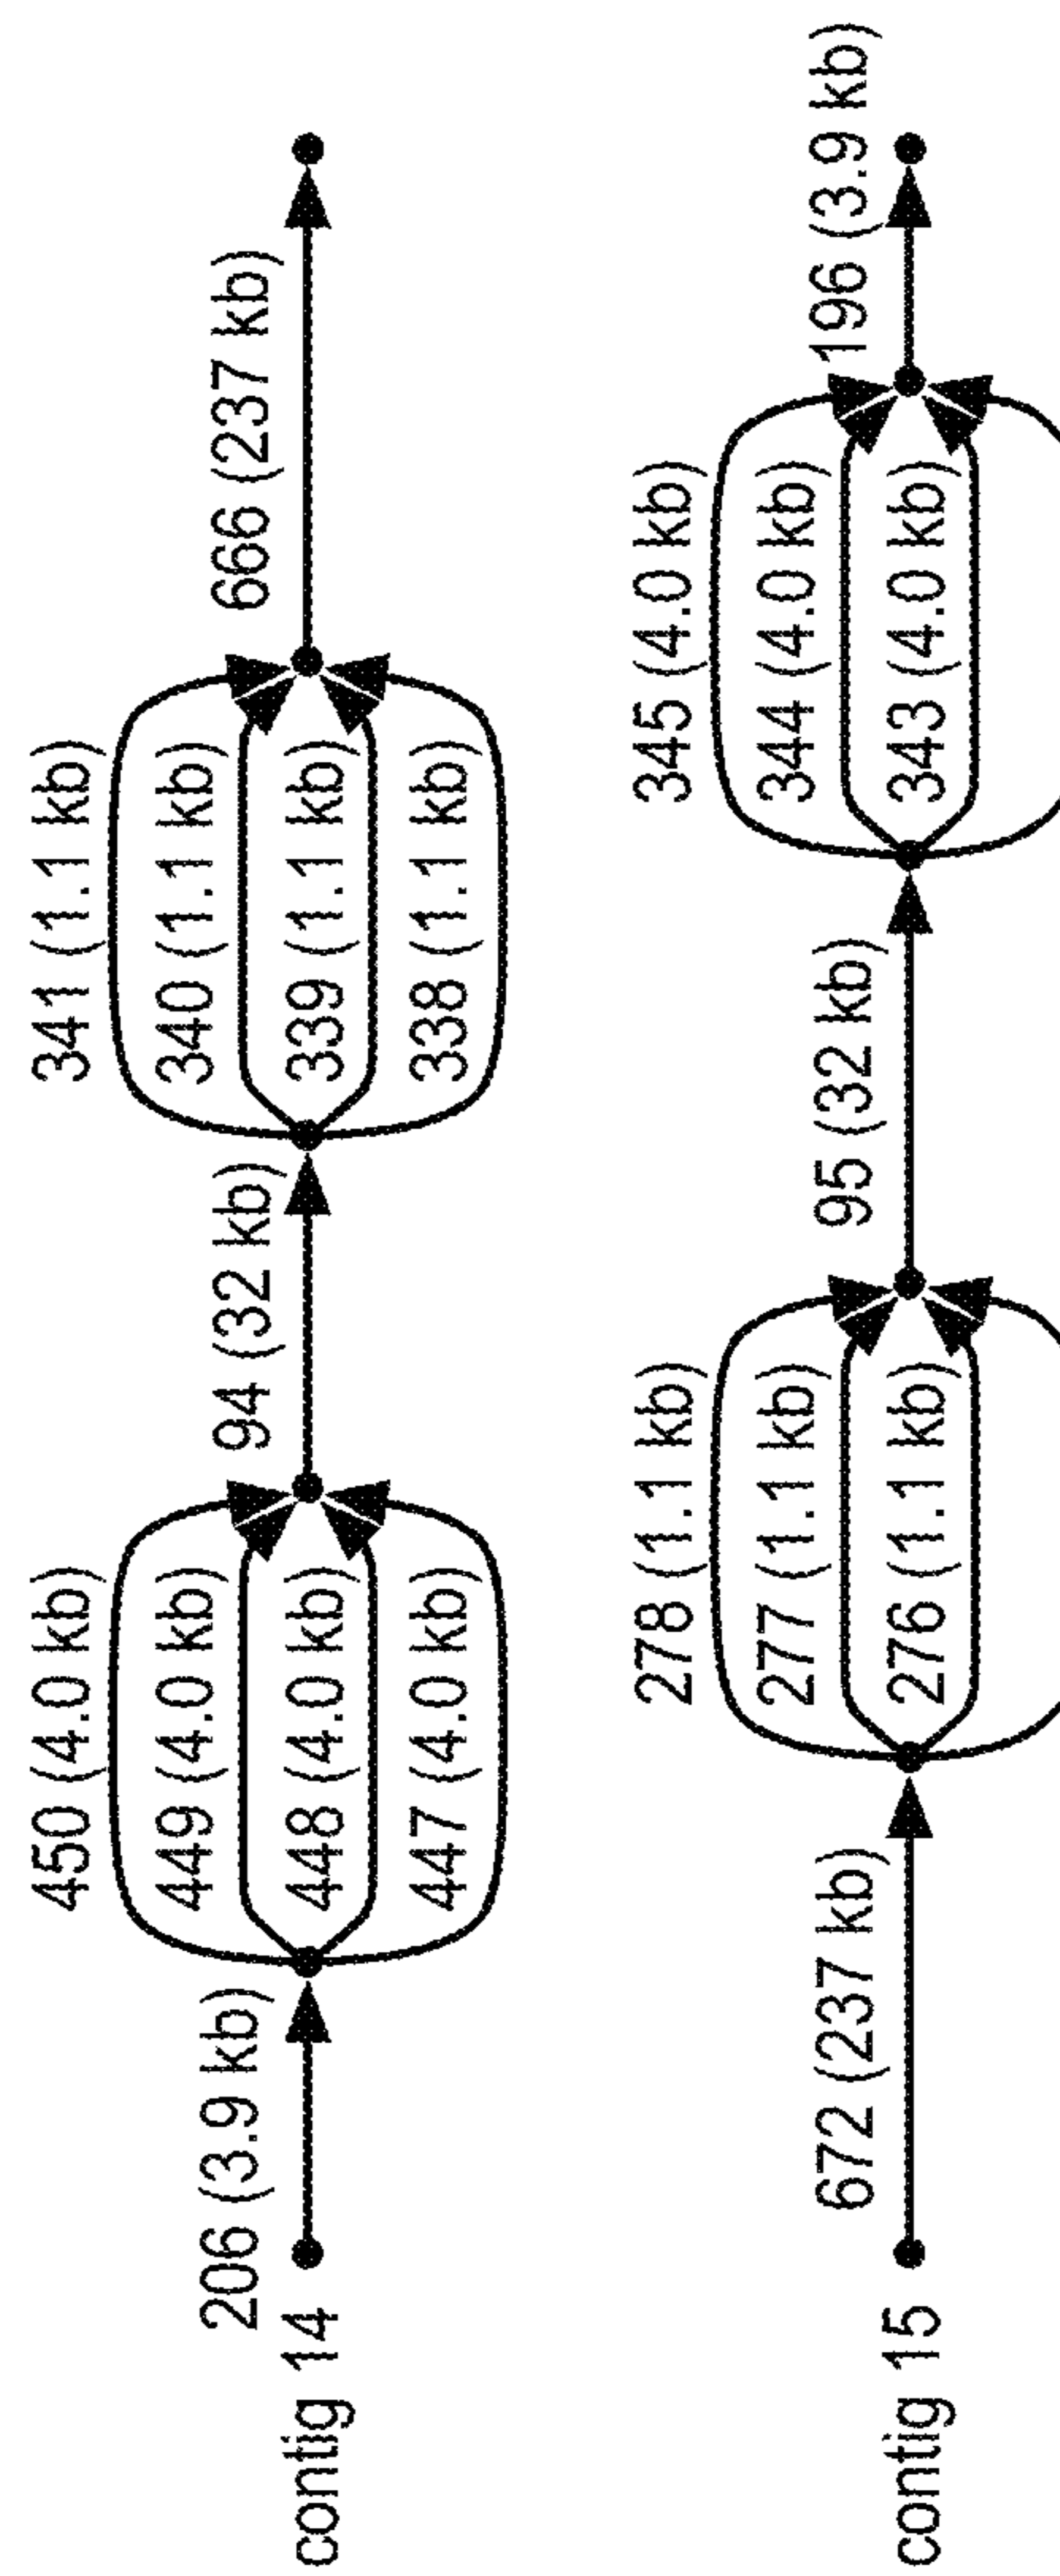 contig 14
206 (3.9 kb)
450 (4.0 kb)
449 (4.0 kb)
448 (4.0 kb)
447 (4.0 kb)
94 (32 kb)
341 (1.1 kb)
340 (1.1 kb)
339 (1.1 kb)
338 (1.1 kb)
666 (237 kb)
contig 15
672 (237 kb)
278 (1.1 kb)
277 (1.1 kb)
276 (1.1 kb)
95 (32 kb)
345 (4.0 kb)
344 (4.0 kb)
343 (4.0 kb)
196 (3.9 kb)